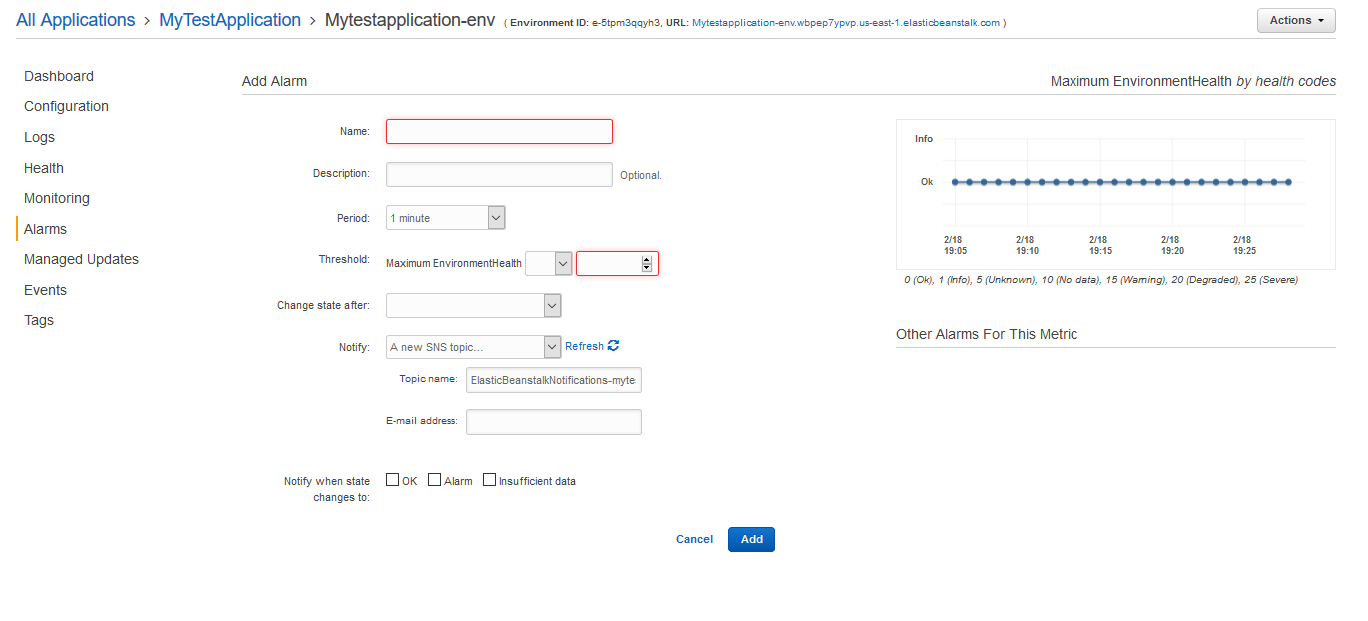 All Applications > MyTestApplication > Mytestapplication-env ( Environment ID: e-5tpm3qqyh3, URL: Mytestapplication-env.wbpep7ypvp.us-east-1.elasticbeanstalk.com )
Actions
Dashboard
Configuration
Logs
Health
Monitoring
Alarms
Managed Updates
Events
Tags
Add Alarm
Name:
Description:
Optional.
Period:
1 minute
Threshold:
Maximum EnvironmentHealth
Change state after:
Notify:
A new SNS topic...
Refresh
Topic name:
ElasticBeanstalkNotifications-myte
E-mail address:
Notify when state
changes to:
OK
Alarm
Insufficient data
Cancel
Add
Maximum EnvironmentHealth by health codes
Info
Ok
2/18 2/18 2/18 2/18 2/18
19:05 19:10 19:15 19:20 19:25
0 (Ok), 1 (Info), 5 (Unknown), 10 (No data), 15 (Warning), 20 (Degraded), 25 (Severe)
Other Alarms For This Metric